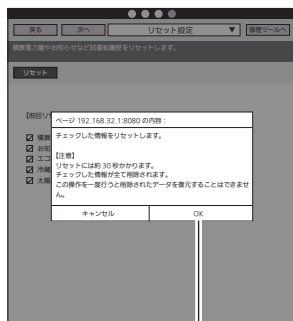 戻る 次へ リセット設定 ▼ 修理ツールへ
積算電力量やお知らせなど試運転履歴をリセットします。
リセット
【前回リ
ページ 192.168.32.1:8080 の内容：
チェックした情報をリセットします。
【注意】
リセットには約 30 秒かかります。
チェックした情報が全て削除されます。
この操作を一度行うと削除されたデータを復元することはできませ
ん。
積算
お知
エコ
冷蔵
太陽
キャンセル OK